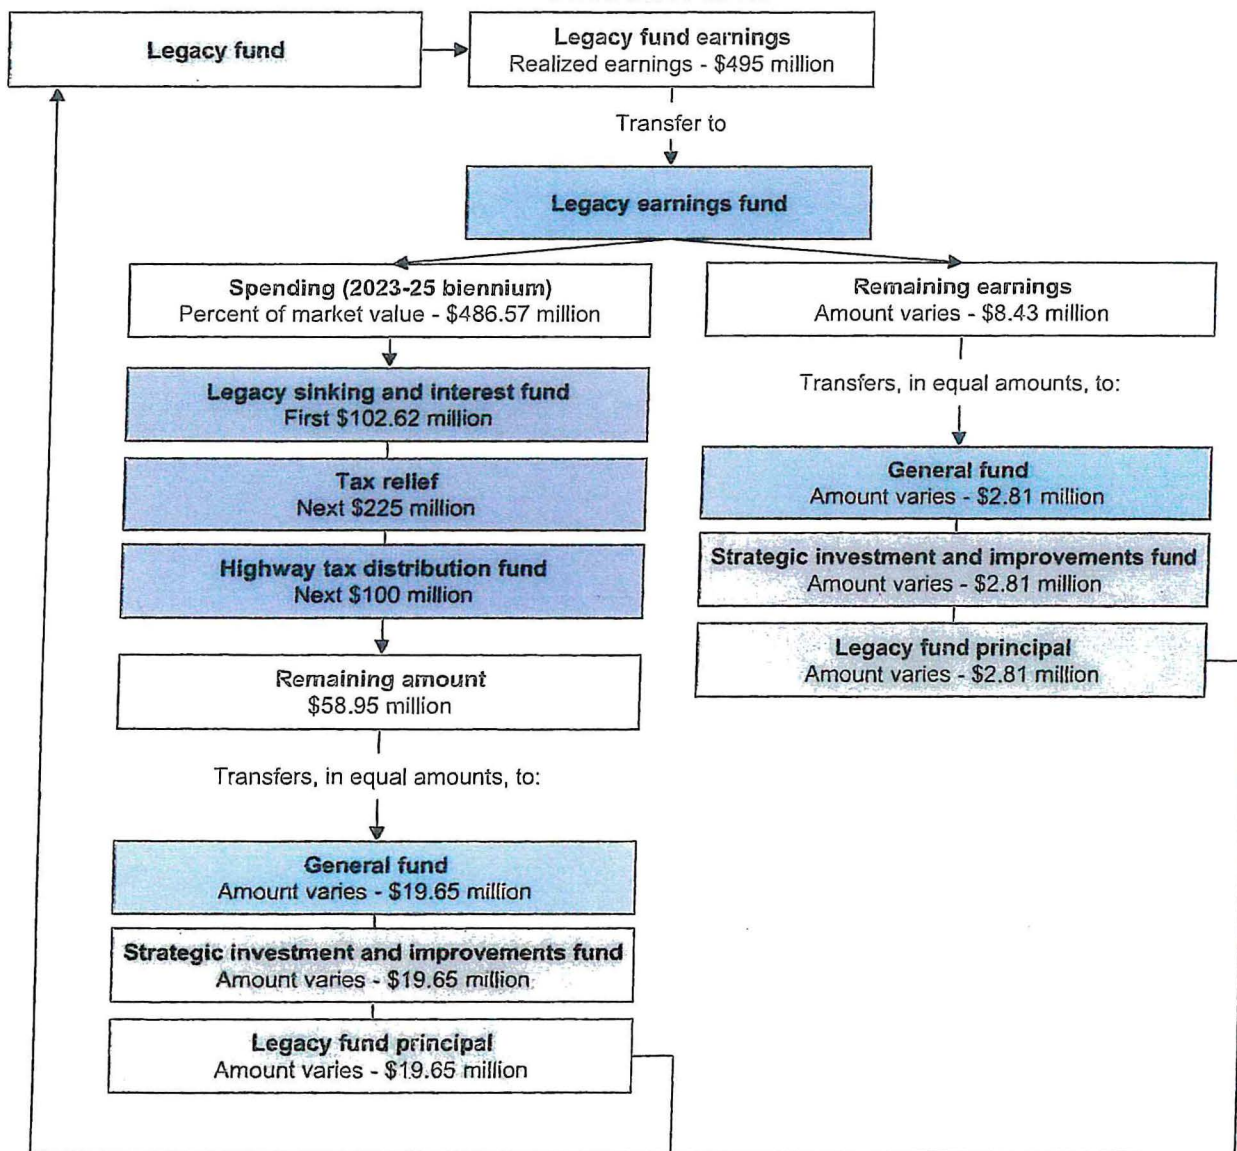 Legacy fund
Legacy fund earnings
Realized earnings - $495 million
Transfer to
Legacy earnings fund
Spending (2023-25 biennium)
Percent of market value - $486.57 million
Remaining earnings
Amount varies - $8.43 million
Legacy sinking and interest fund
First $102.62 million
Tax relief
Next $225 million
Highway tax distribution fund
Next $100 million
Remaining amount
$58.95 million
Transfers, in equal amounts, to:
General fund
Amount varies - $19.65 million
Strategic investment and improvements fund
Amount varies - $19.65 million
Legacy fund principal
Amount varies - $19.65 million
Transfers, in equal amounts, to:
General fund
Amount varies - $2.81 million
Strategic investment and improvements fund
Amount varies - $2.81 million
Legacy fund principal
Amount varies - $2.81 million